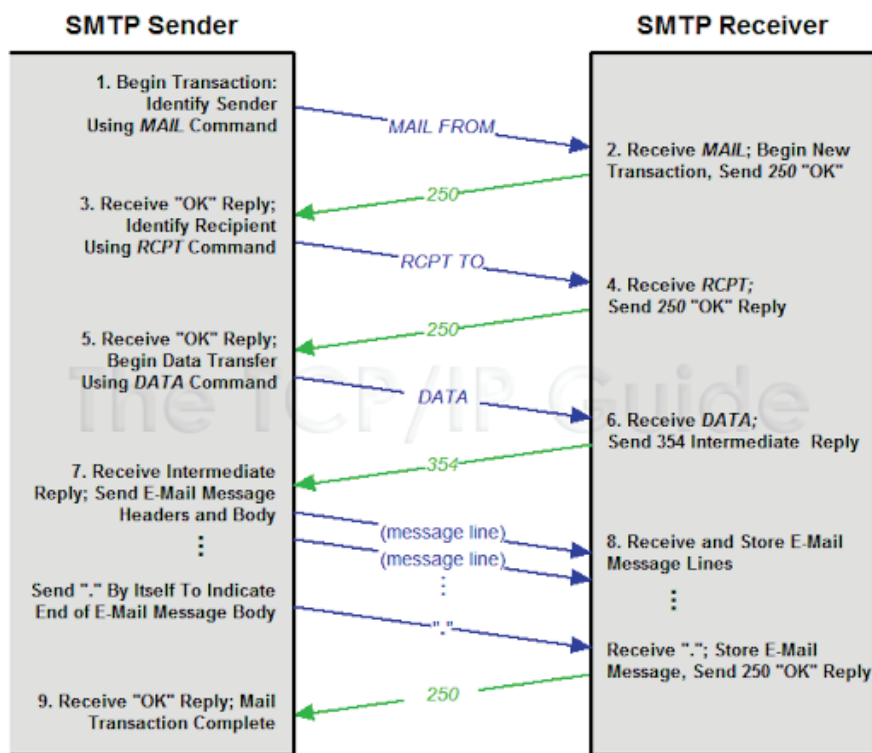 SMTP Sender
SMTP Receiver
1. Begin Transaction:
Identify Sender
Using MAIL Command
MAIL FROM
2. Receive MAIL; Begin New
Transaction, Send 250 "OK"
250
3. Receive "OK" Reply;
Identify Recipient
Using RCPT Command
RCPT TO
4. Receive RCPT;
Send 250 "OK" Reply
250
5. Receive "OK" Reply;
Begin Data Transfer
Using DATA Command
The TCP/IP Guide
DATA
6. Receive DATA;
Send 354 Intermediate Reply
354
7. Receive Intermediate
Reply; Send E-Mail Message
Headers and Body
(message line)
(message line)
8. Receive and Store E-Mail
Message Lines
Send "." By Itself To Indicate
End of E-Mail Message Body
"."
Receive "."; Store E-Mail
Message, Send 250 "OK" Reply
250
9. Receive "OK" Reply; Mail
Transaction Complete